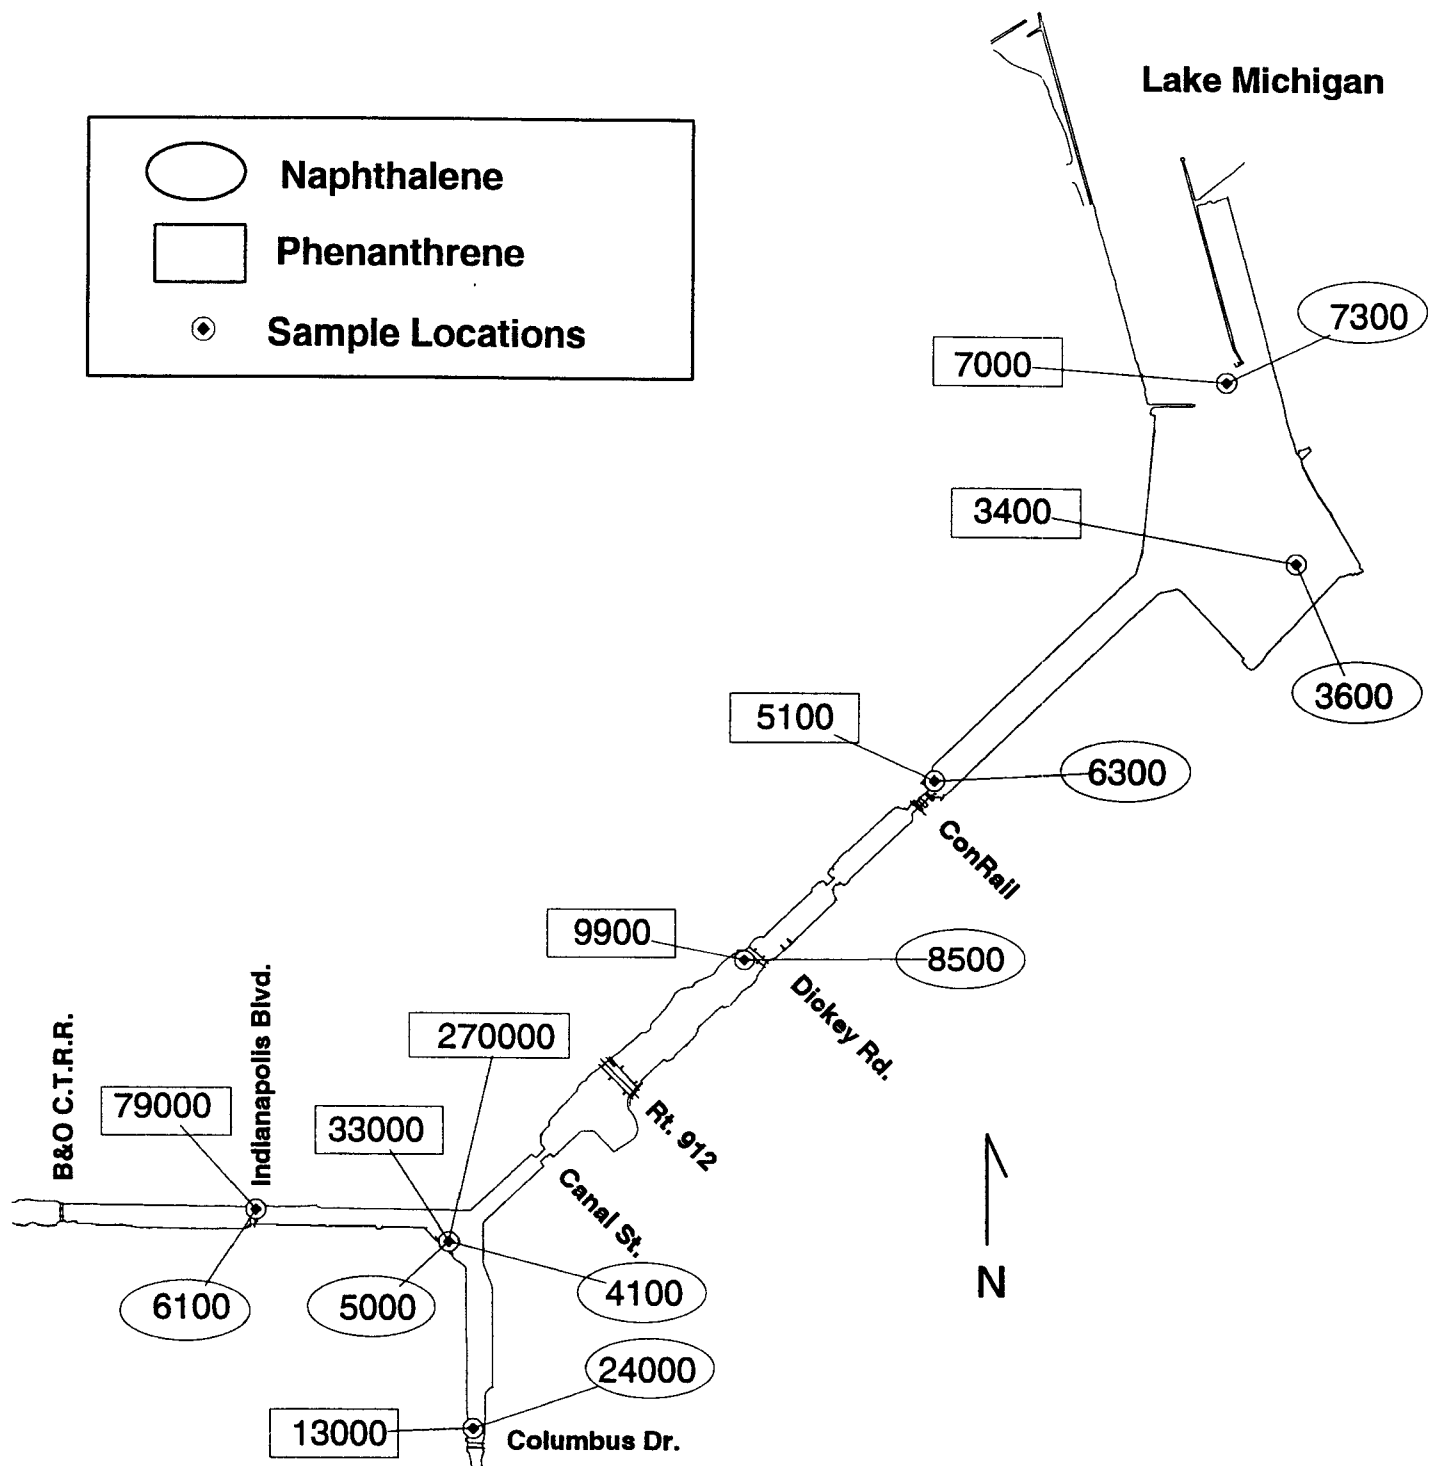 Lake Michigan
Naphthalene
Phenanthrene
Sample Locations
7300
7000
3400
3600
5100
6300
ConRail
9900
8500
Dickey Rd.
270000
Rt. 912
B&O C.T.R.R.
Indianapolis Blvd.
79000
33000
Canal St.
6100
5000
4100
N
24000
13000
Columbus Dr.